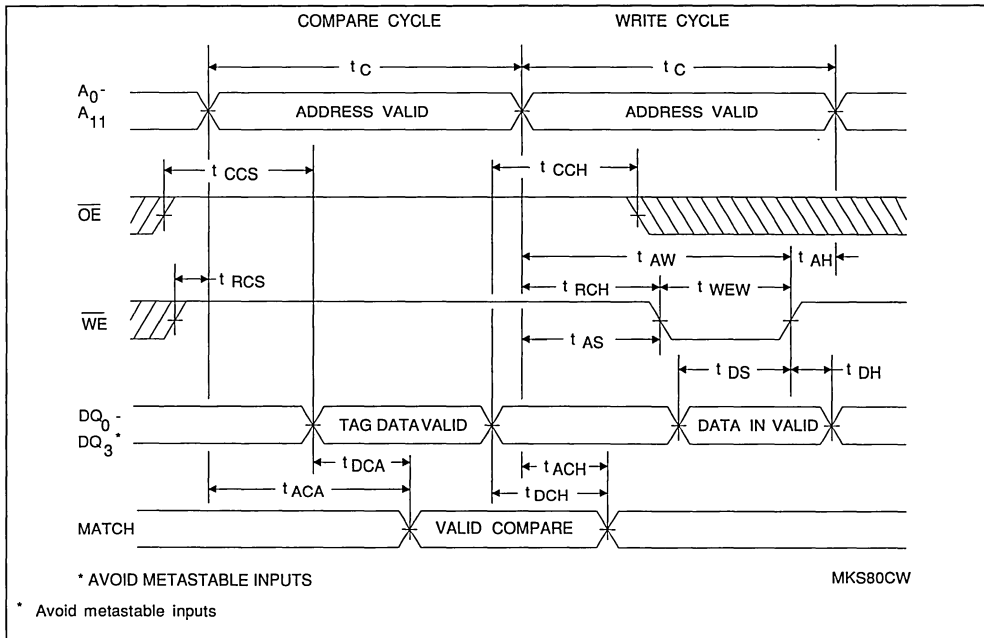 COMPARE CYCLE WRITE CYCLE
t C t C
A0- A11 ADDRESS VALID ADDRESS VALID
t CCS t CCH
OE
t AW t AH
t RCS t RCH t WEW
WE
t AS
t DS t DH
DQ0 - DQ3* TAG DATA VALID DATA IN VALID
t DCA t ACH
t ACA t DCH
MATCH VALID COMPARE
* AVOID METASTABLE INPUTS MKS80CW
* Avoid metastable inputs